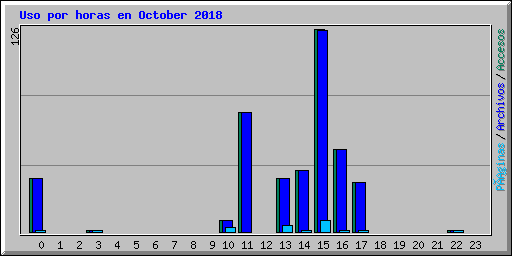 Uso por horas en October 2018
126
Páginas / Archivos / Accesos
0 1 2 3 4 5 6 7 8 9 10 11 12 13 14 15 16 17 18 19 20 21 22 23